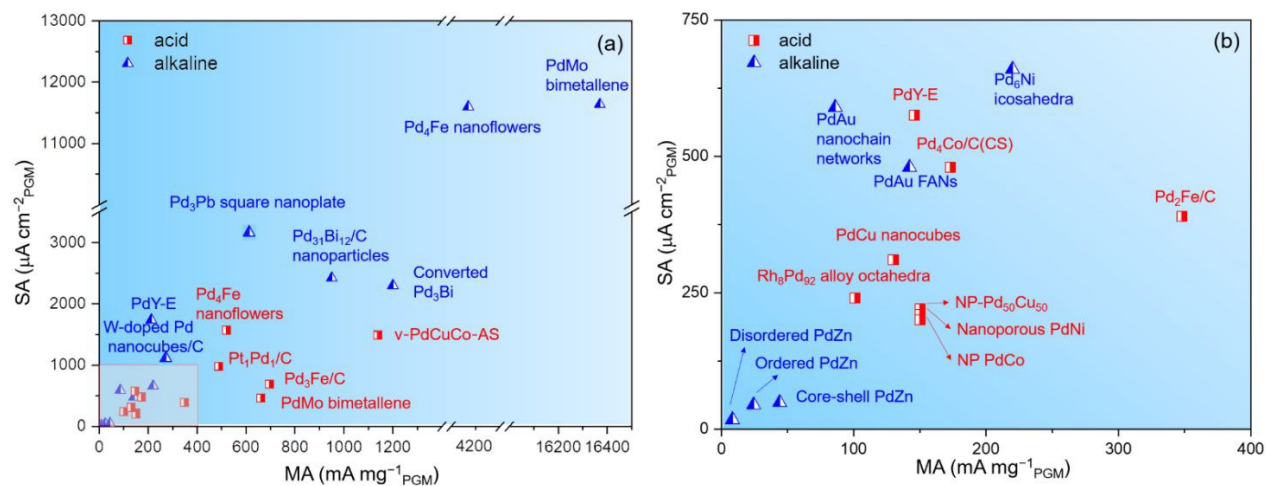 (a)
acid
alkaline
PdMo
bimetallene
Pd₄Fe nanoflowers
Pd₃Pb square nanoplate
Pd₃₁Bi₁₂/C
nanoparticles
Converted
Pd₃Bi
PdY-E
Pd₄Fe
nanoflowers
W-doped Pd
nanocubes/C
v-PdCuCo-AS
Pt₁Pd₁/C
Pd₃Fe/C
PdMo bimetallene
SA (μA cm⁻²PGM)
13000
12000
11000
3000
2000
1000
0
0 200 400 600 800 1000 1200 4200 16200 16400
MA (mA mg⁻¹PGM)
(b)
acid
alkaline
Pd₆Ni
icosahedra
PdY-E
PdAu
nanochain
networks
Pd₄Co/C(CS)
PdAu FANs
Pd₂Fe/C
PdCu nanocubes
Rh₈Pd₉₂ alloy octahedra
NP-Pd₅₀Cu₅₀
Nanoporous PdNi
NP PdCo
Disordered PdZn
Ordered PdZn
Core-shell PdZn
SA (μA cm⁻²PGM)
750
500
250
0
0 100 200 300 400
MA (mA mg⁻¹PGM)